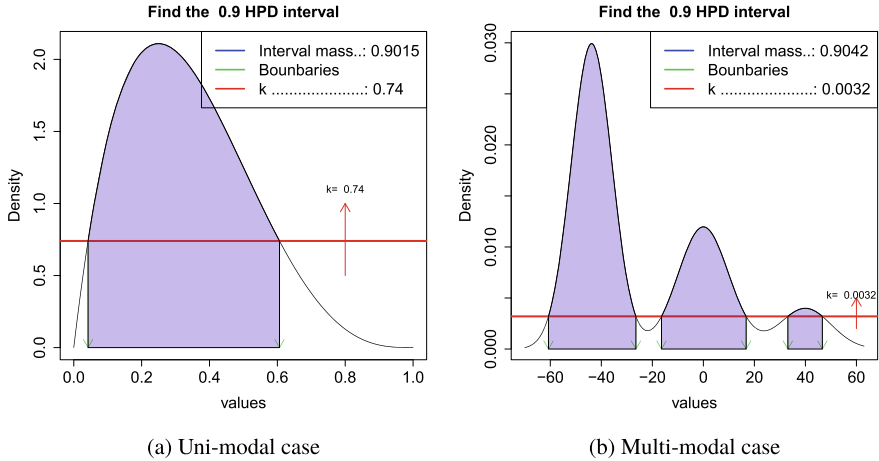 Find the  0.9 HPD interval
Interval mass..: 0.9015
Bounbaries
k ......................: 0.74
k=  0.74
Density
0.0
0.5
1.0
1.5
2.0
0.0
0.2
0.4
0.6
0.8
1.0
values
(a) Uni-modal case
Find the  0.9 HPD interval
Interval mass..: 0.9042
Bounbaries
k ......................: 0.0032
k=  0.0032
Density
0.000
0.010
0.020
0.030
−60
−40
−20
0
20
40
60
values
(b) Multi-modal case